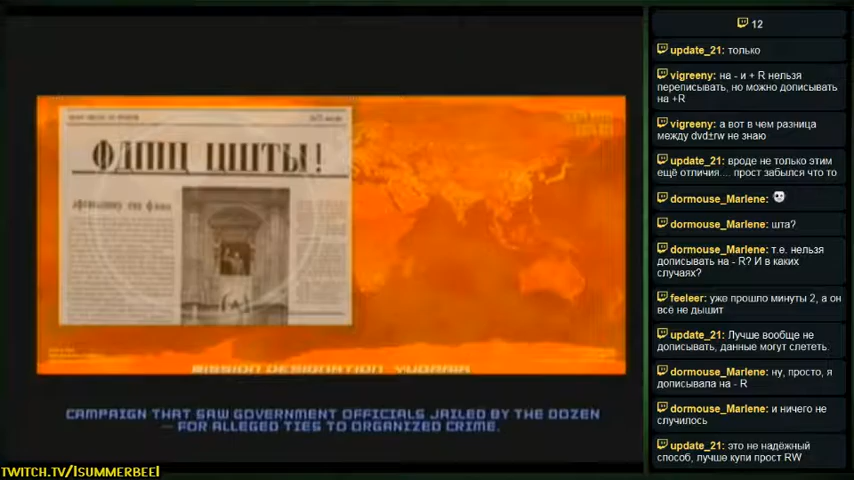 ФДПП ЦШТЫ!
MISSION DESIGNATION
CAMPAIGN THAT SAW GOVERNMENT OFFICIALS JAILED BY THE DOZEN
— FOR ALLEGED TIES TO ORGANIZED CRIME.
TWITCH.TV/ISUMMERBEEI
12
update_21: только
vigreeny: на - и + R нельзя
переписывать, но можно дописывать
на +R
vigreeny: а вот в чем разница
между dvd±rw не знаю
update_21: вроде не только этим
ещё отличия.... прост забылся что то
dormouse_Marlene:
dormouse_Marlene: шта?
dormouse_Marlene: т.е. нельзя
дописывать на - R? И в каких
случаях?
feeleer: уже прошло минуты 2, а он
всё не дышит
update_21: Лучше вообще не
дописывать, данные могут слететь.
dormouse_Marlene: ну, просто, я
дописывала на - R
dormouse_Marlene: и ничего не
случилось
update_21: это не надёжный
способ, лучше купи прост RW